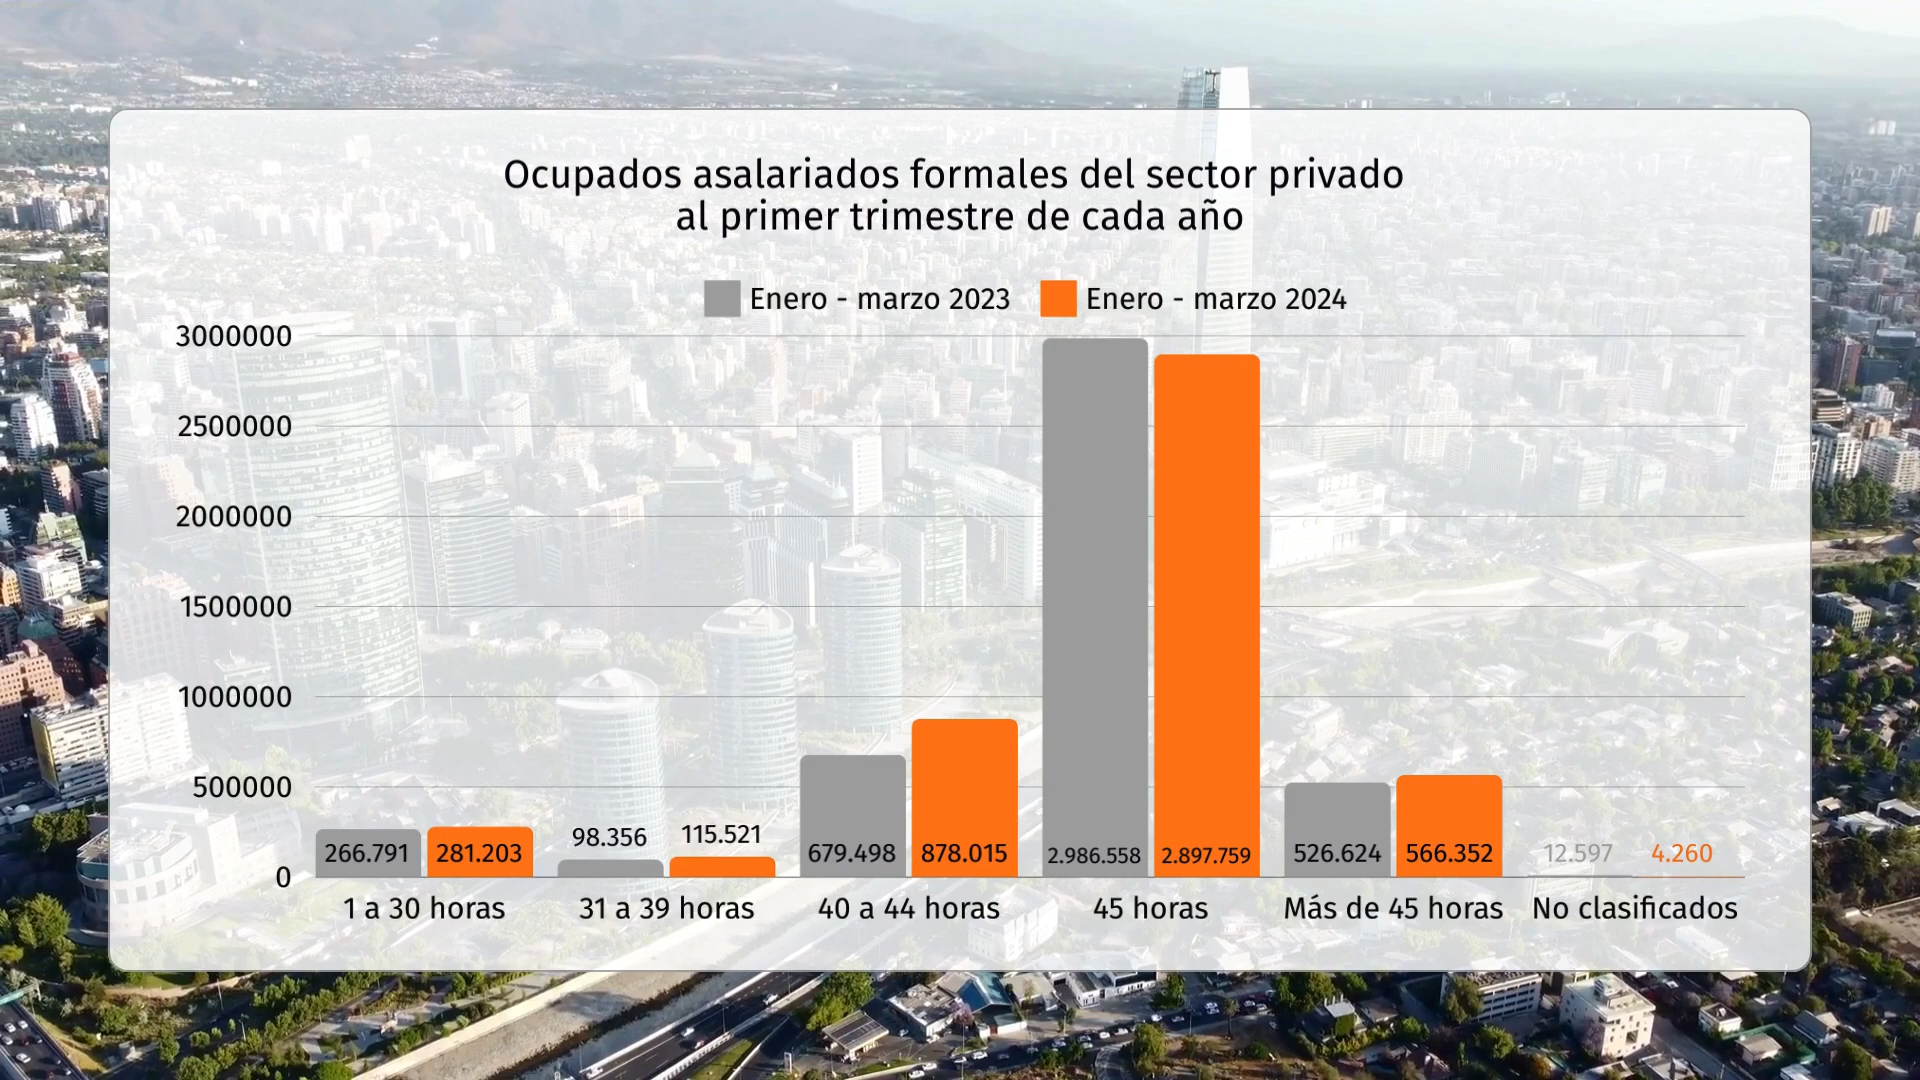 Ocupados asalariados formales del sector privado
al primer trimestre de cada año
Enero - marzo 2023 Enero - marzo 2024
3000000
2500000
2000000
1500000
1000000
500000
0
266.791 281.203 98.356 115.521 679.498 878.015 2.986.558 2.897.759 526.624 566.352 12.597 4.260
1 a 30 horas 31 a 39 horas 40 a 44 horas 45 horas Más de 45 horas No clasificados